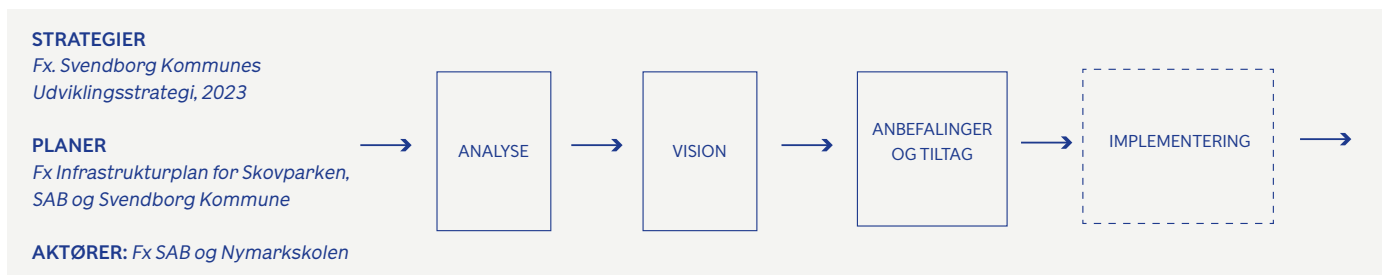 STRATEGIER
Fx. Svendborg Kommunes
Udviklingsstrategi, 2023
PLANER
Fx Infrastrukturplan for Skovparken,
SAB og Svendborg Kommune
AKTØRER: Fx SAB og Nymarkskolen
ANALYSE
VISION
ANBEFALINGER
OG TILTAG
IMPLEMENTERING